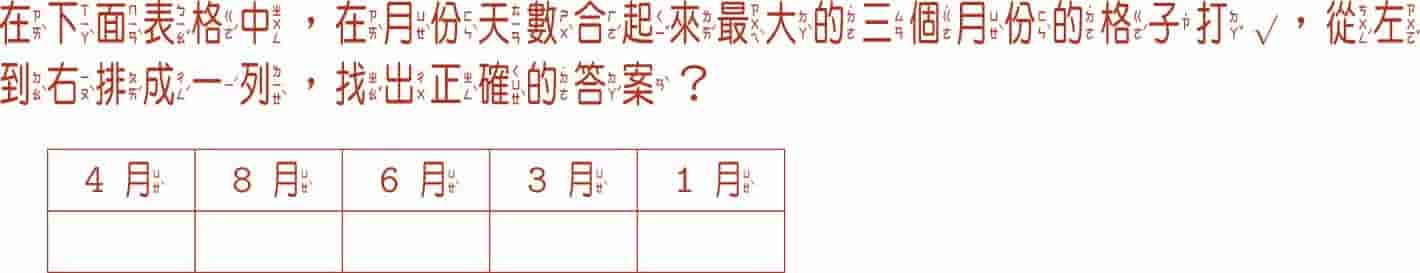 在下面表格中，在月份天數合起來最大的三個月份的格子打√，從左
到右排成一列，找出正確的答案？
4 月 8 月 6 月 3 月 1 月